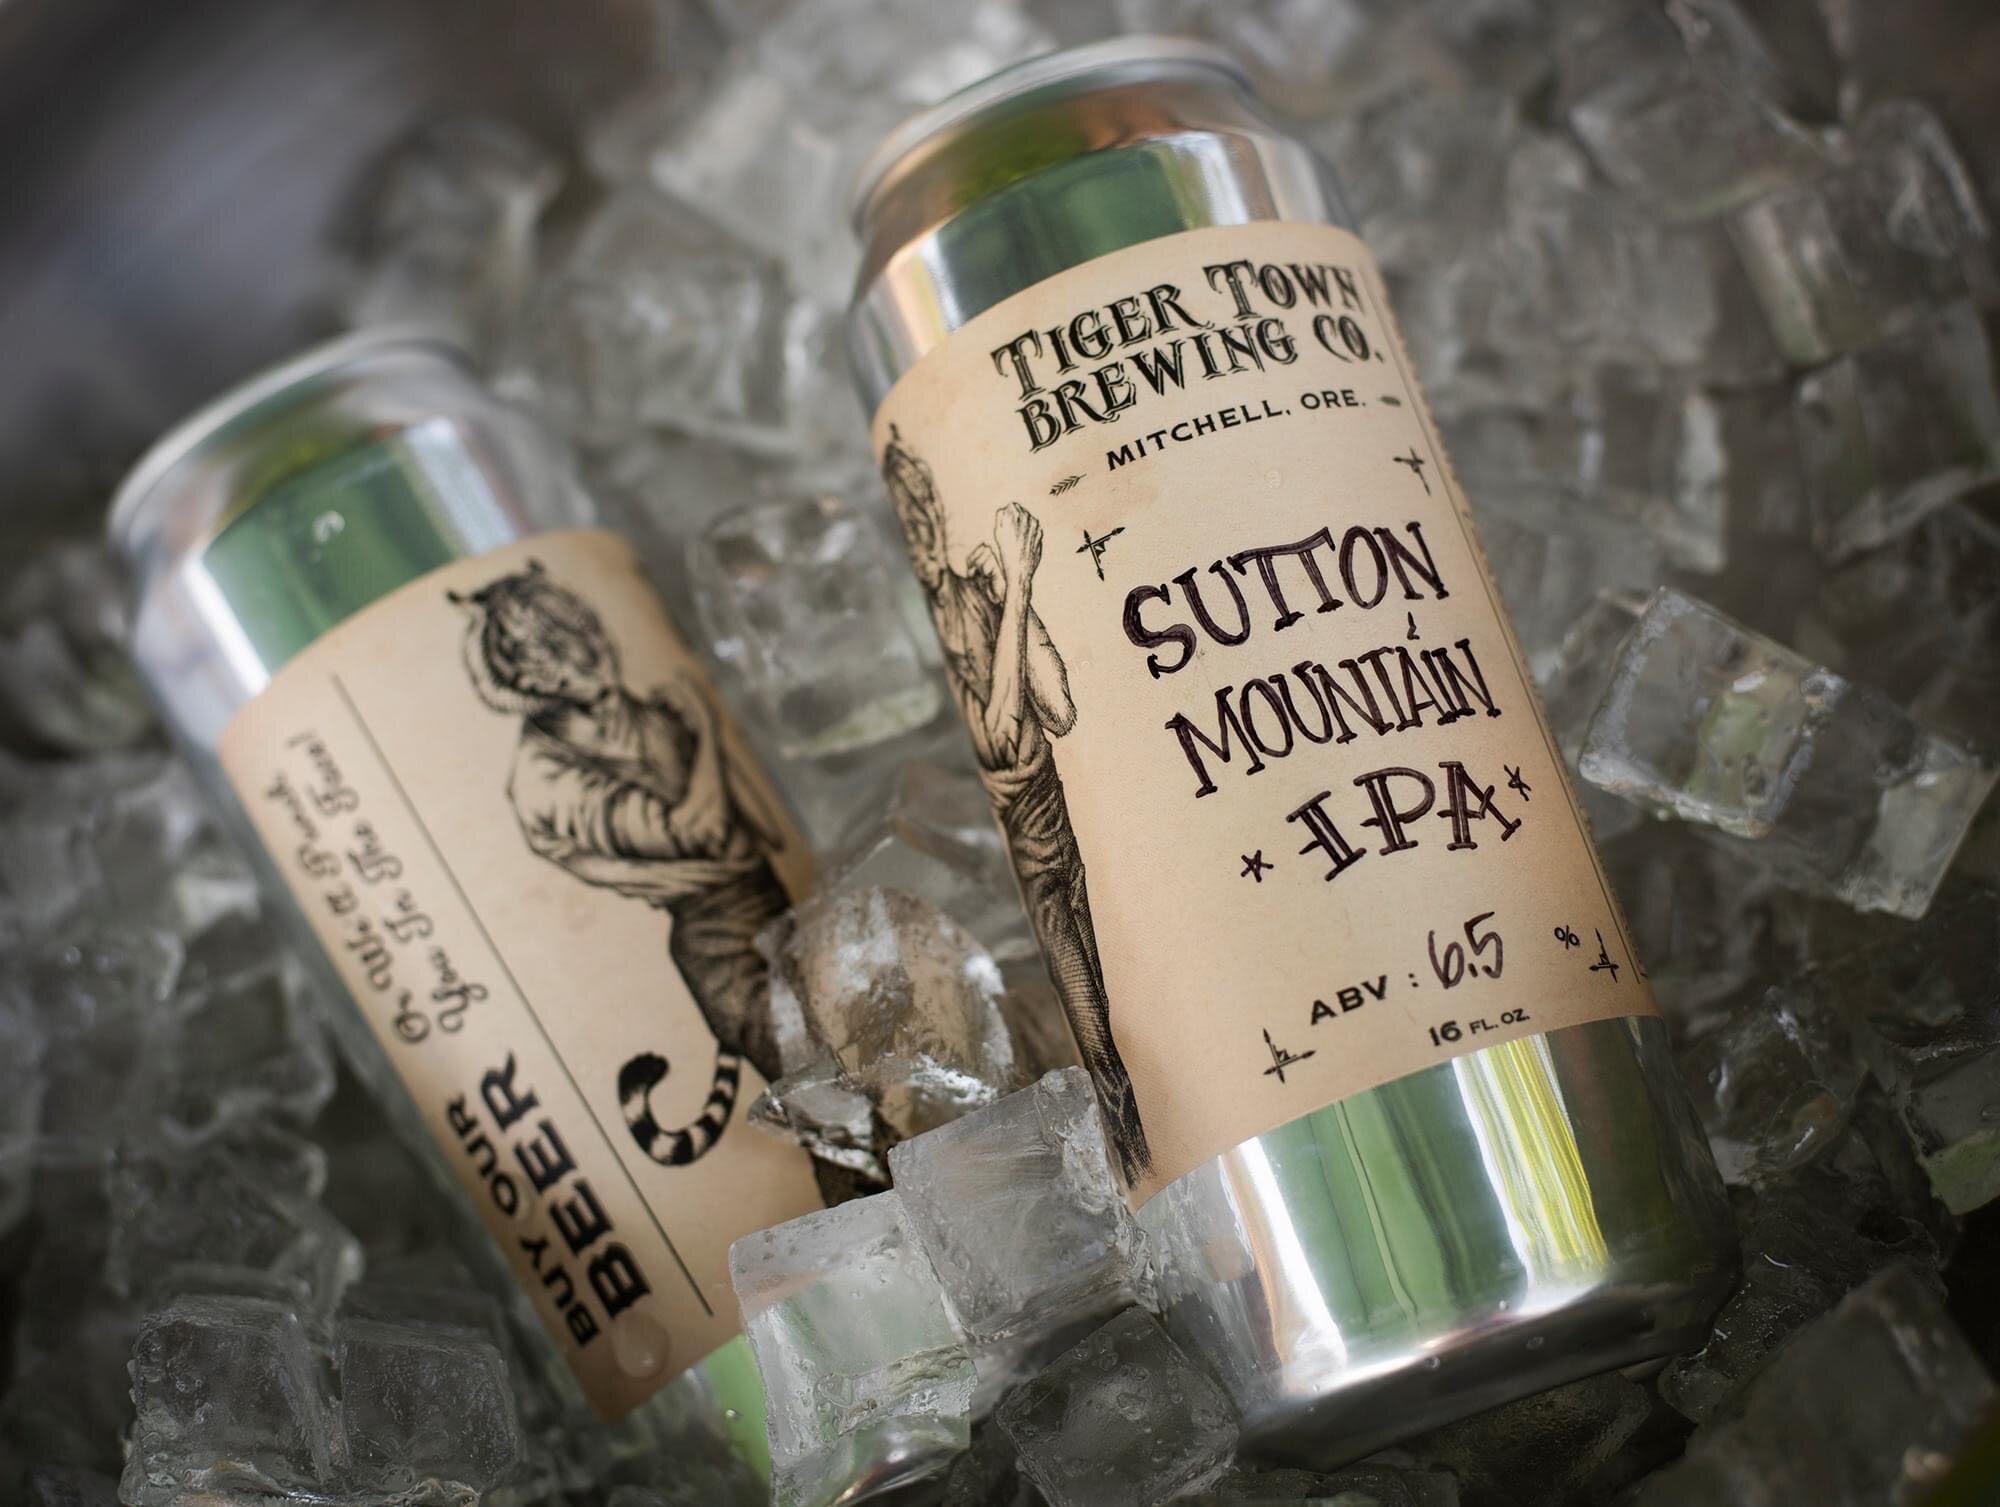 TIGER TOWN
BREWING CO.
MITCHELL, ORE.
SUTTON
MOUNTAIN
IPA
ABV : 6.5 %
16 FL. OZ.
BUY OUR
BEER
Or We'll Punch
You In The Face!